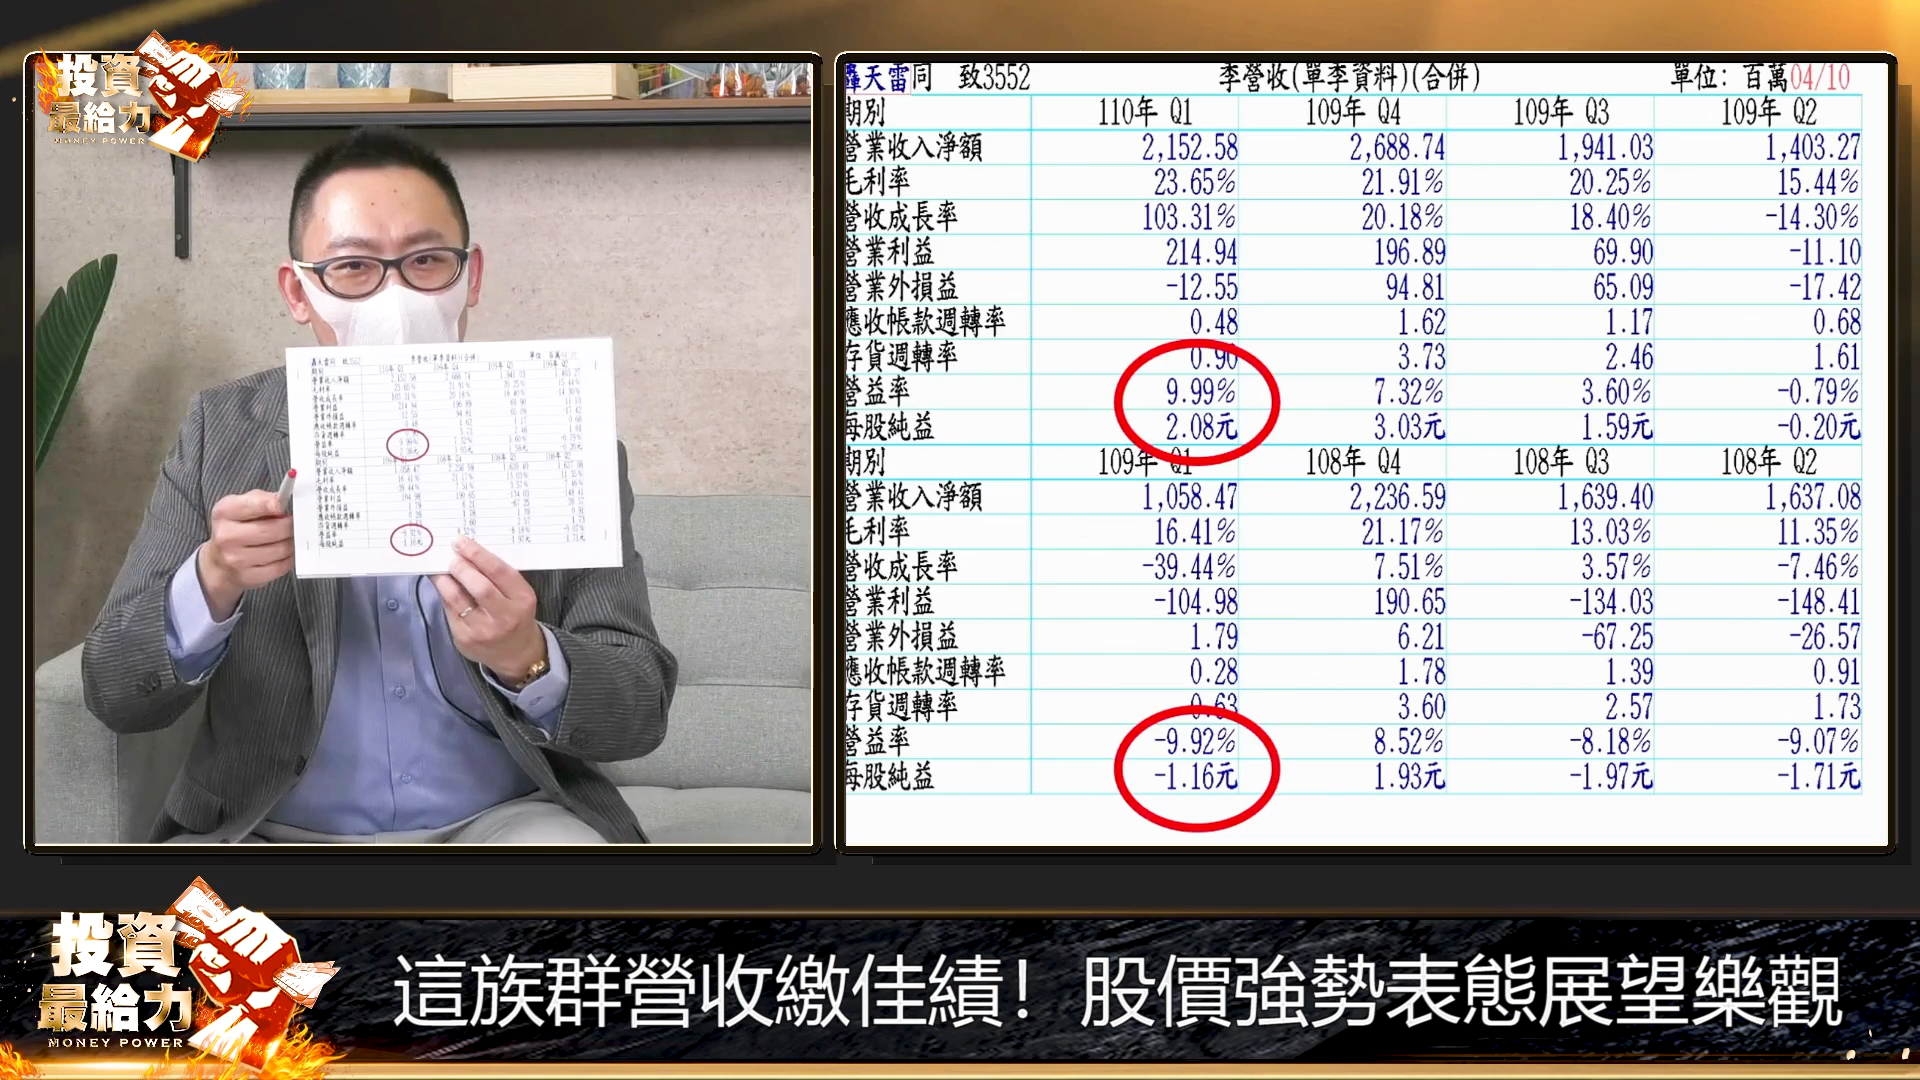 投資
最給力
MONEY POWER
轟天雷同 致3552 季營收(單季資料)(合併) 單位: 百萬04/10
期別 110年 Q1 109年 Q4 109年 Q3 109年 Q2
營業收入淨額 2,152.58 2,688.74 1,941.03 1,403.27
毛利率 23.65% 21.91% 20.25% 15.44%
營收成長率 103.31% 20.18% 18.40% -14.30%
營業利益 214.94 196.89 69.90 -11.10
營業外損益 -12.55 94.81 65.09 -17.42
應收帳款週轉率 0.48 1.62 1.17 0.68
存貨週轉率 0.90 3.73 2.46 1.61
營益率 9.99% 7.32% 3.60% -0.79%
每股純益 2.08元 3.03元 1.59元 -0.20元
期別 109年 Q1 108年 Q4 108年 Q3 108年 Q2
營業收入淨額 1,058.47 2,236.59 1,639.40 1,637.08
毛利率 16.41% 21.17% 13.03% 11.35%
營收成長率 -39.44% 7.51% 3.57% -7.46%
營業利益 -104.98 190.65 -134.03 -148.41
營業外損益 1.79 6.21 -67.25 -26.57
應收帳款週轉率 0.28 1.78 1.39 0.91
存貨週轉率 0.63 3.60 2.57 1.73
營益率 -9.92% 8.52% -8.18% -9.07%
每股純益 -1.16元 1.93元 -1.97元 -1.71元
投資
最給力
MONEY POWER
這族群營收繳佳績！股價強勢表態展望樂觀